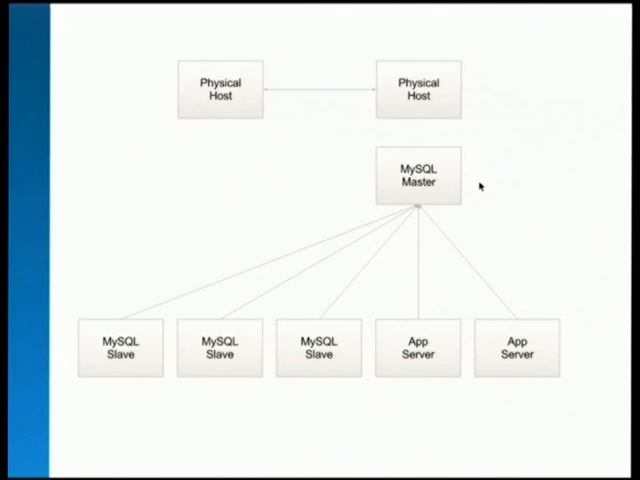 Physical
Host
Physical
Host
MySQL
Master
MySQL
Slave
MySQL
Slave
MySQL
Slave
App
Server
App
Server